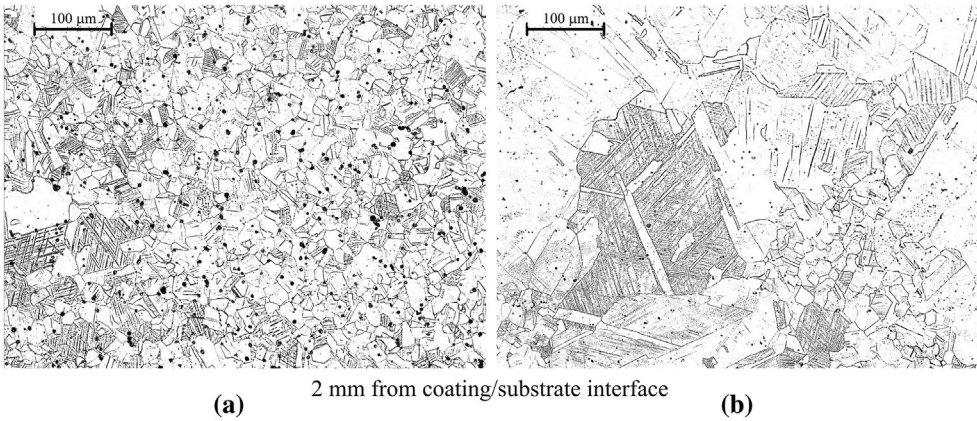 100 μm
100 μm
2 mm from coating/substrate interface
(a)
(b)